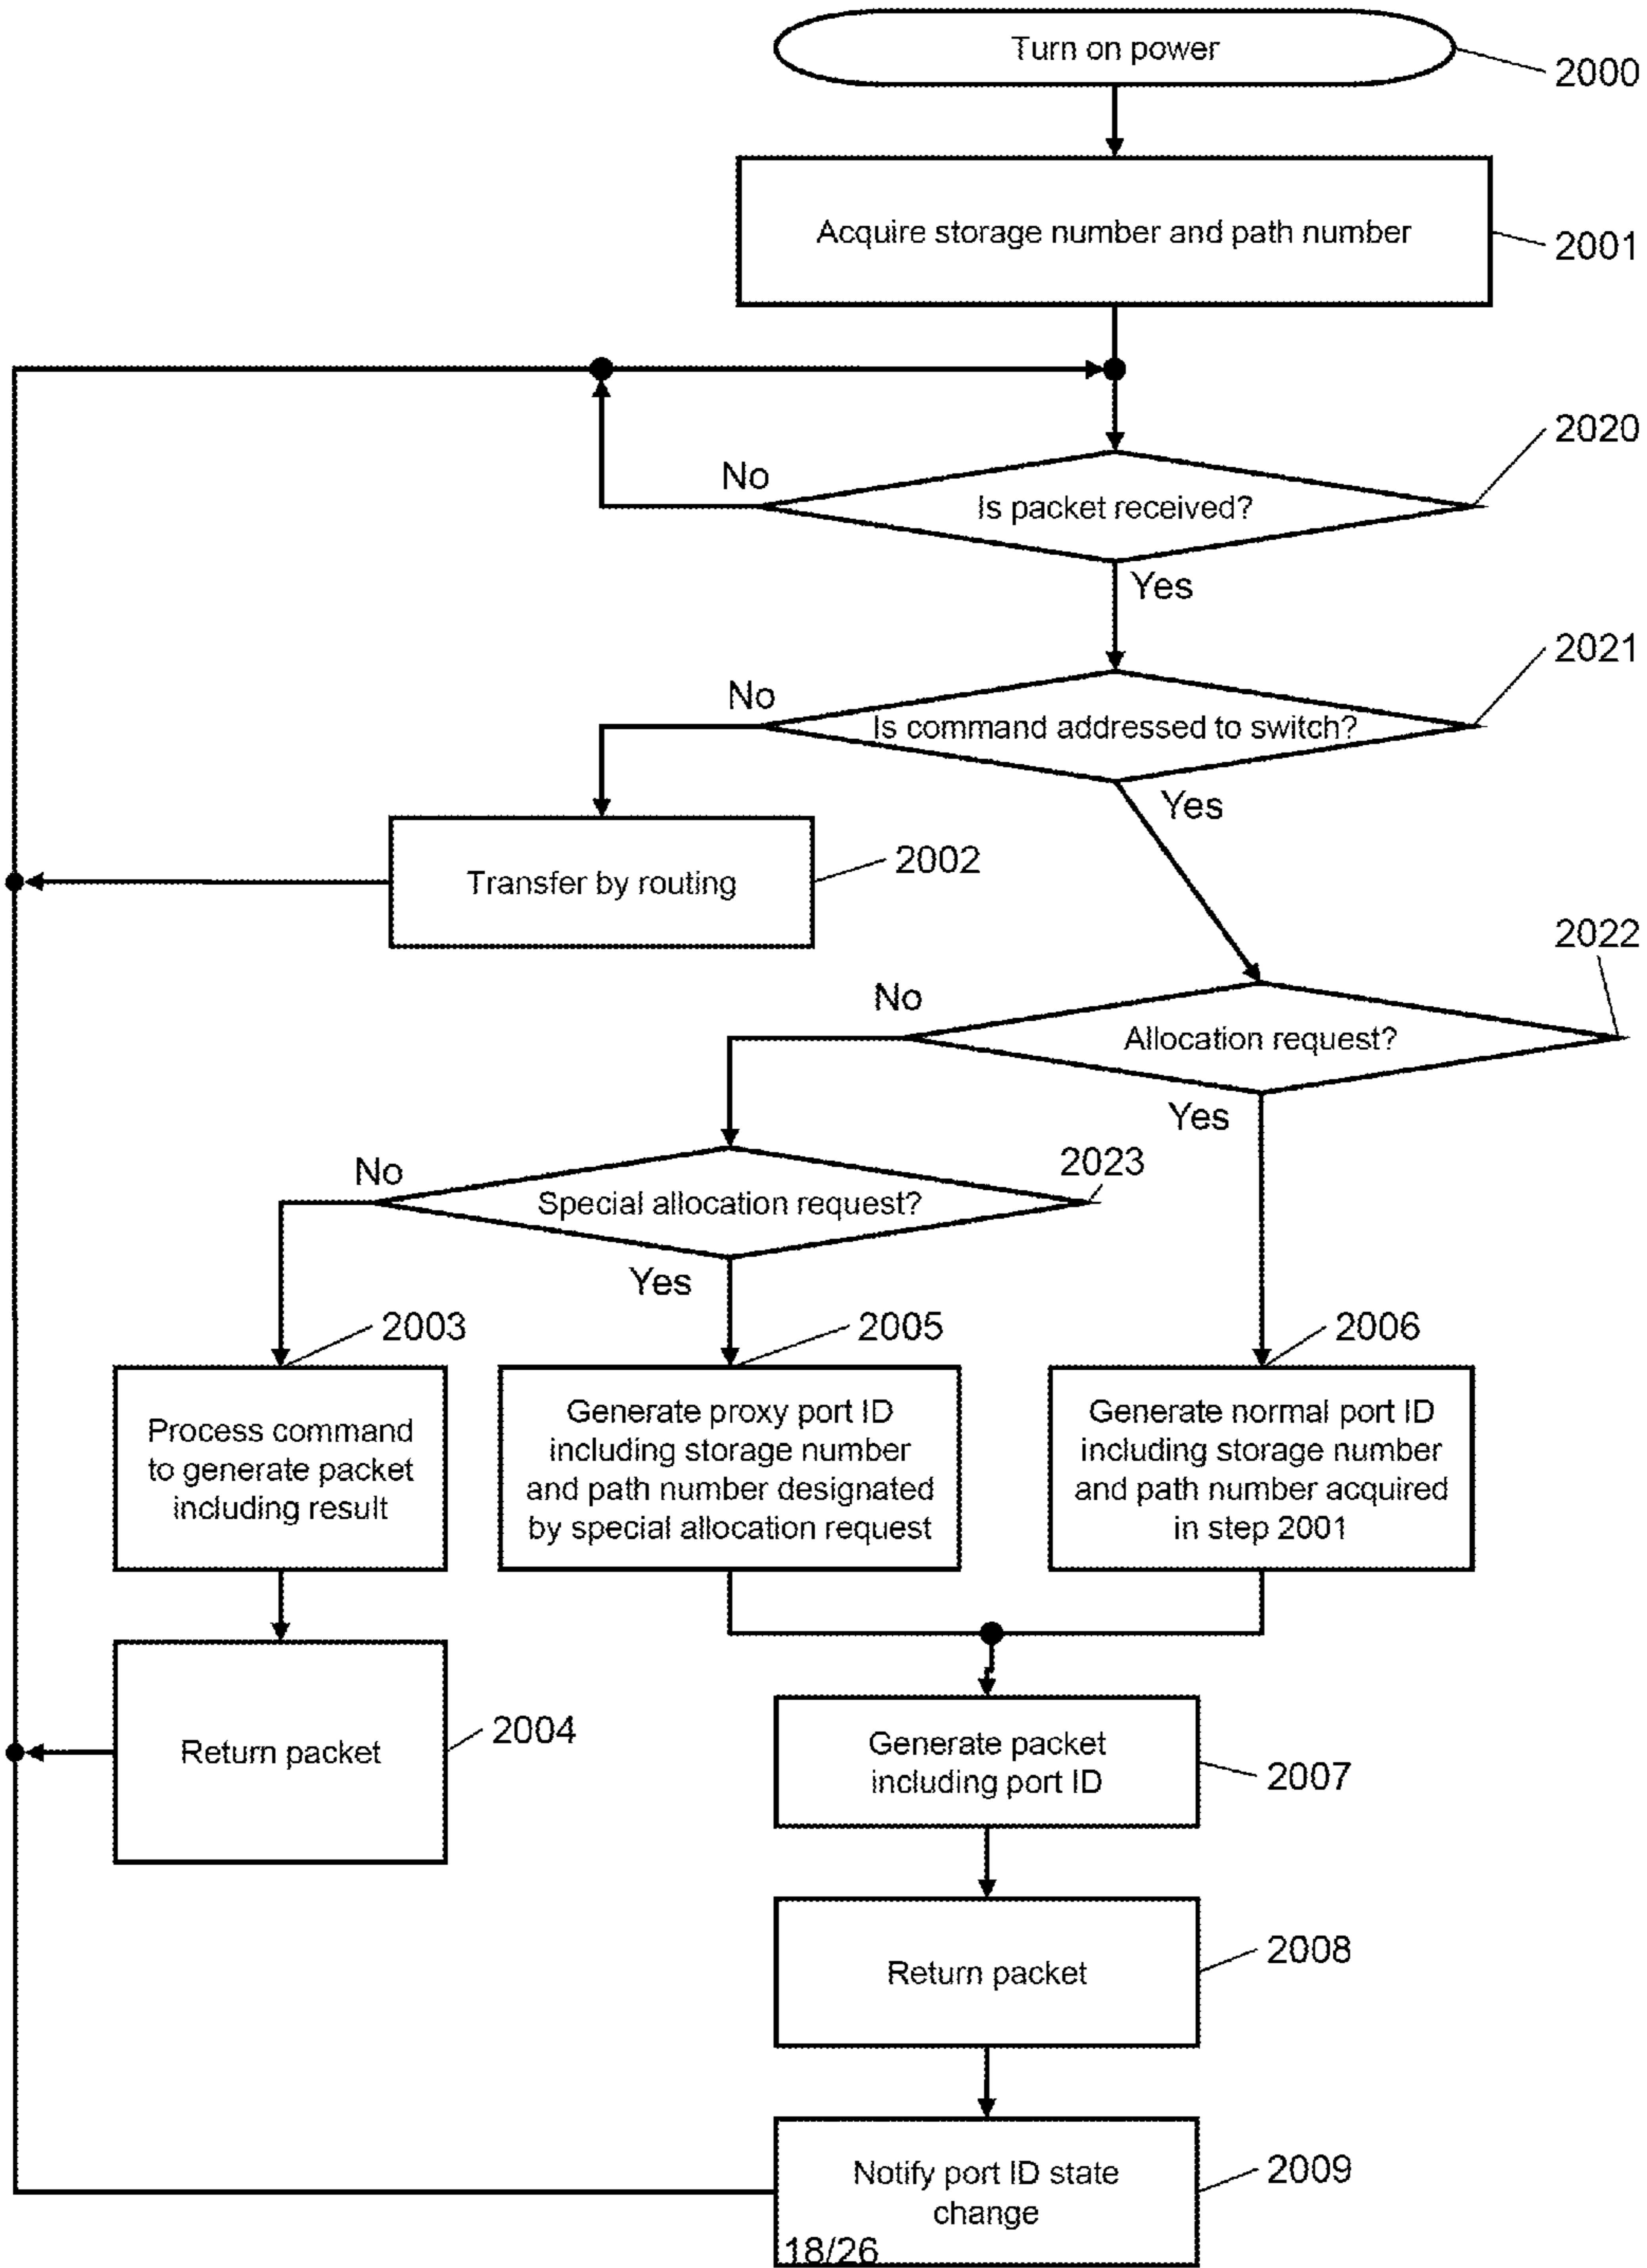 Turn on power
2000
Acquire storage number and path number
2001
2020
No
Is packet received?
Yes
2021
No
Is command addressed to switch?
Yes
2002
Transfer by routing
2022
No
Allocation request?
Yes
2023
No
Special allocation request?
Yes
2003
2005
2006
Process command
to generate packet
including result
Generate proxy port ID
including storage number
and path number designated
by special allocation request
Generate normal port ID
including storage number
and path number acquired
in step 2001
2004
Return packet
Generate packet
including port ID
2007
Return packet
2008
Notify port ID state
change
2009
18/26